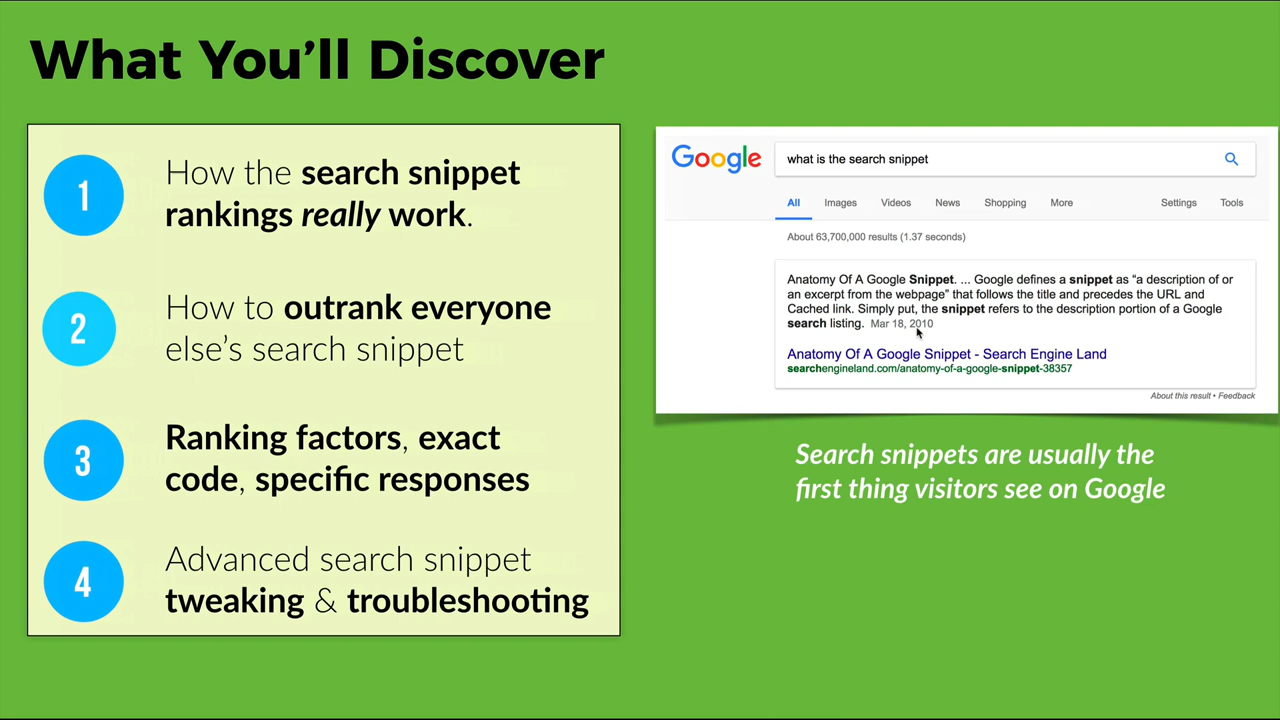 What You'll Discover
1
How the search snippet
rankings really work.
2
How to outrank everyone
else's search snippet
3
Ranking factors, exact
code, specific responses
4
Advanced search snippet
tweaking & troubleshooting
Google
what is the search snippet
All Images Videos News Shopping More Settings Tools
About 63,700,000 results (1.37 seconds)
Anatomy Of A Google Snippet. ... Google defines a snippet as “a description of or
an excerpt from the webpage” that follows the title and precedes the URL and
Cached link. Simply put, the snippet refers to the description portion of a Google
search listing. Mar 18, 2010
Anatomy Of A Google Snippet - Search Engine Land
searchengineland.com/anatomy-of-a-google-snippet-38357
About this result • Feedback
Search snippets are usually the
first thing visitors see on Google